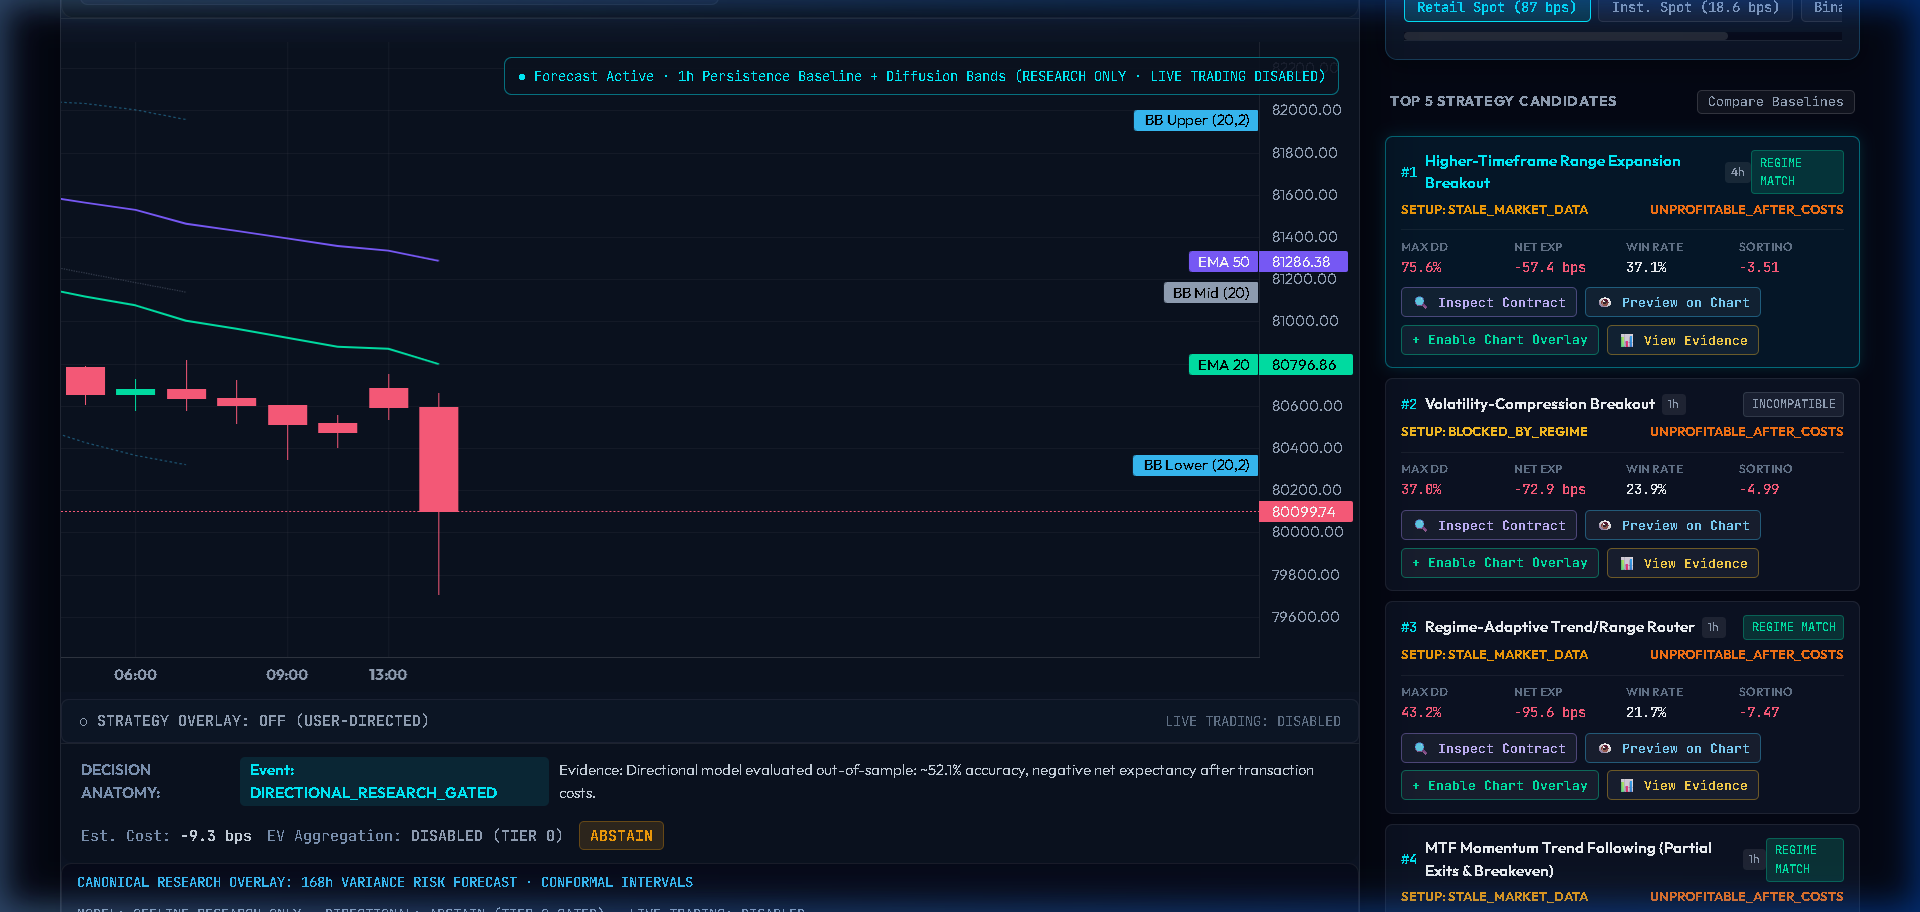 Retail Spot (87 bps)
Inst. Spot (18.6 bps)
● Forecast Active · 1h Persistence Baseline + Diffusion Bands (RESEARCH ONLY · LIVE TRADING DISABLED)
BB Upper (20,2)
EMA 50
BB Mid (20)
EMA 20
BB Lower (20,2)
82000.00
81800.00
81600.00
81400.00
81286.38
81200.00
81000.00
80796.86
80600.00
80400.00
80200.00
80099.74
80000.00
79800.00
79600.00
06:00
09:00
13:00
○ STRATEGY OVERLAY: OFF (USER-DIRECTED)
LIVE TRADING: DISABLED
DECISION
ANATOMY:
Event:
DIRECTIONAL_RESEARCH_GATED
Evidence: Directional model evaluated out-of-sample: ~52.1% accuracy, negative net expectancy after transaction
costs.
Est. Cost: -9.3 bps EV Aggregation: DISABLED (TIER 0) ABSTAIN
CANONICAL RESEARCH OVERLAY: 168h VARIANCE RISK FORECAST · CONFORMAL INTERVALS
TOP 5 STRATEGY CANDIDATES
Compare Baselines
#1 Higher-Timeframe Range Expansion
Breakout
4h
REGIME
MATCH
SETUP: STALE_MARKET_DATA
UNPROFITABLE_AFTER_COSTS
MAX DD NET EXP WIN RATE SORTINO
75.6% -57.4 bps 37.1% -3.51
Inspect Contract
Preview on Chart
+ Enable Chart Overlay
View Evidence
#2 Volatility-Compression Breakout 1h
INCOMPATIBLE
SETUP: BLOCKED_BY_REGIME
UNPROFITABLE_AFTER_COSTS
MAX DD NET EXP WIN RATE SORTINO
37.0% -72.9 bps 23.9% -4.99
Inspect Contract
Preview on Chart
+ Enable Chart Overlay
View Evidence
#3 Regime-Adaptive Trend/Range Router 1h
REGIME MATCH
SETUP: STALE_MARKET_DATA
UNPROFITABLE_AFTER_COSTS
MAX DD NET EXP WIN RATE SORTINO
43.2% -95.6 bps 21.7% -7.47
Inspect Contract
Preview on Chart
+ Enable Chart Overlay
View Evidence
#4 MTF Momentum Trend Following (Partial
Exits & Breakeven)
1h
REGIME
MATCH
SETUP: STALE_MARKET_DATA
UNPROFITABLE_AFTER_COSTS